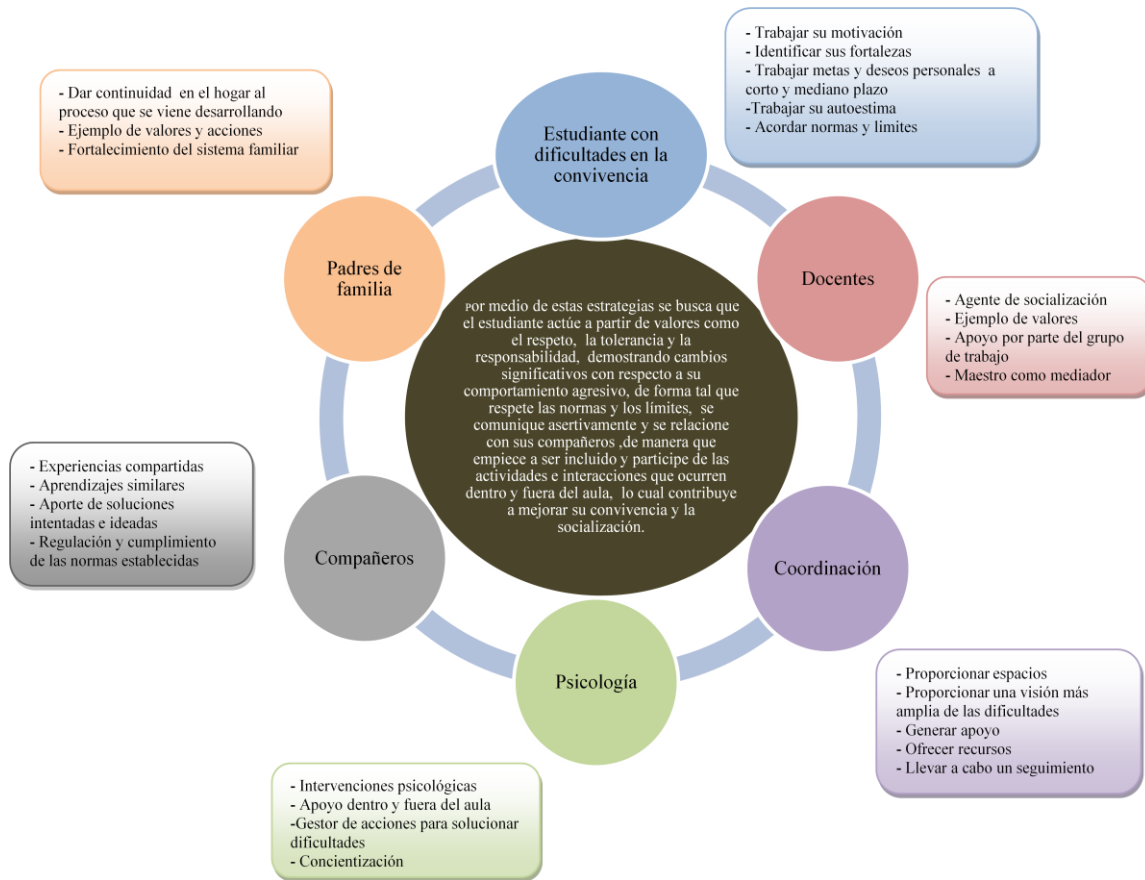 - Trabajar su motivación
- Identificar sus fortalezas
- Trabajar metas y deseos personales a
corto y mediano plazo
-Trabajar su autoestima
- Acordar normas y limites
- Dar continuidad en el hogar al
proceso que se viene desarrollando
- Ejemplo de valores y acciones
- Fortalecimiento del sistema familiar
Estudiante con
dificultades en la
convivencia
Padres de
familia
Docentes
- Agente de socialización
- Ejemplo de valores
- Apoyo por parte del grupo
de trabajo
- Maestro como mediador
Por medio de estas estrategias se busca que
el estudiante actúe a partir de valores como
el respeto, la tolerancia y la
responsabilidad, demostrando cambios
significativos con respecto a su
comportamiento agresivo, de forma tal que
respete las normas y los límites, se
comunique asertivamente y se relacione
con sus compañeros ,de manera que
empiece a ser incluido y participe de las
actividades e interacciones que ocurren
dentro y fuera del aula, lo cual contribuye
a mejorar su convivencia y la
socialización.
- Experiencias compartidas
- Aprendizajes similares
- Aporte de soluciones
intentadas e ideadas
- Regulación y cumplimiento
de las normas establecidas
Compañeros
Coordinación
Psicología
- Proporcionar espacios
- Proporcionar una visión más
amplia de las dificultades
- Generar apoyo
- Ofrecer recursos
- Llevar a cabo un seguimiento
- Intervenciones psicológicas
- Apoyo dentro y fuera del aula
-Gestor de acciones para solucionar
dificultades
- Concientización